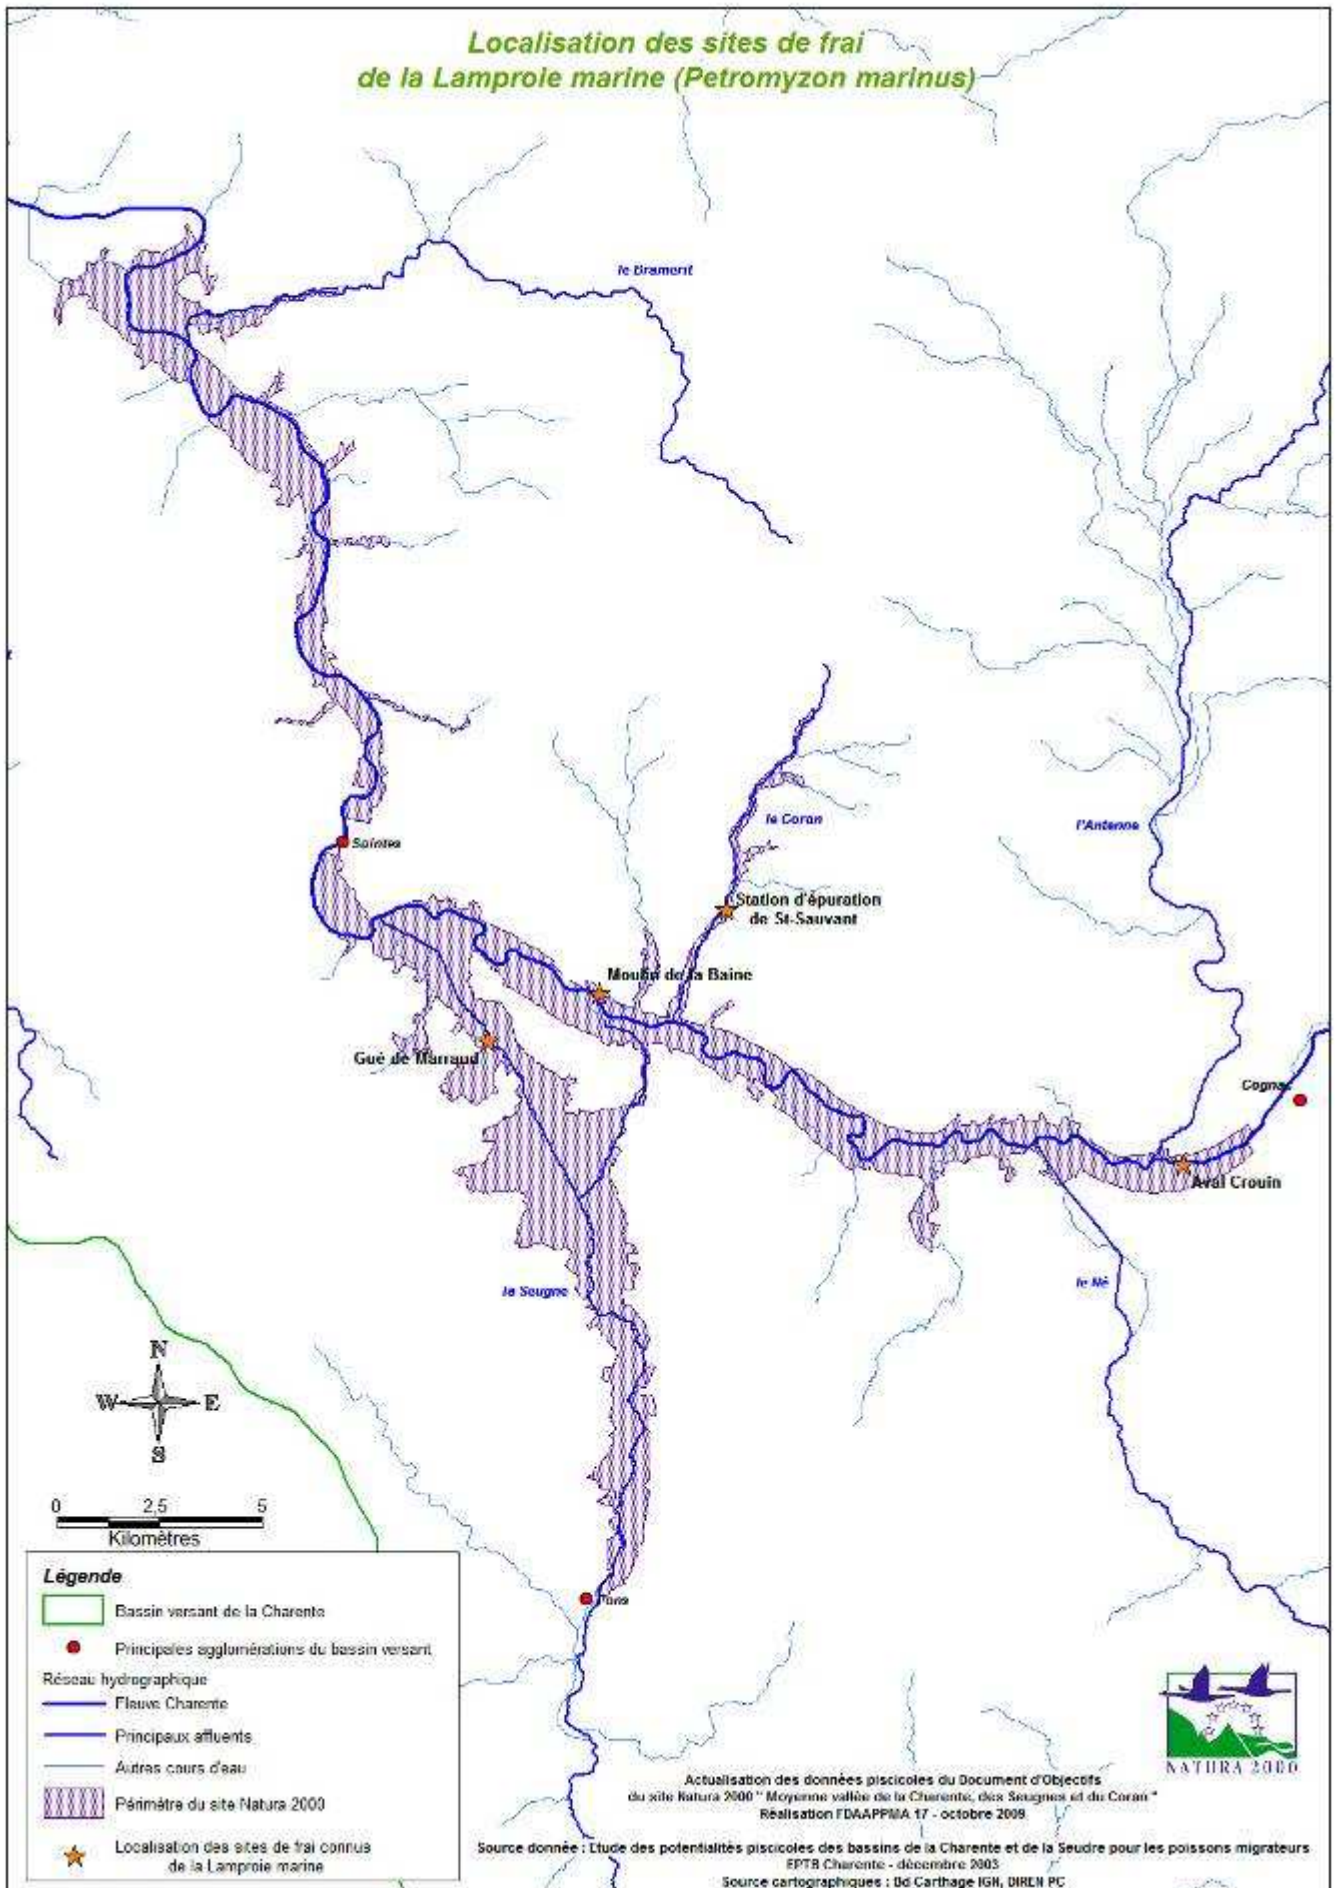 Localisation des sites de frai
de la Lamproie marine (Petromyzon marinus)
le Bramerit
le Coran
l'Antenne
Saintes
Station d'épuration
de St-Sauvant
Moulin de la Baine
Gué de Marraud
Cognac
Aval Crouin
la Seugne
le Né
N
W E
S
0 2,5 5
Kilomètres
Pons
Légende
Bassin versant de la Charente
Principales agglomérations du bassin versant
Réseau hydrographique
Fleuve Charente
Principaux affluents
Autres cours d'eau
Périmètre du site Natura 2000
Localisation des sites de frai connus
de la Lamproie marine
NATURA 2000
Actualisation des données piscicoles du Document d'Objectifs
du site Natura 2000 " Moyenne vallée de la Charente, des Seugnes et du Coran "
Réalisation FDAAPPMA 17 - octobre 2009
Source donnée : Etude des potentialités piscicoles des bassins de la Charente et de la Seudre pour les poissons migrateurs
EPTB Charente - décembre 2003
Source cartographiques : Bd Carthage IGN, DIREN PC